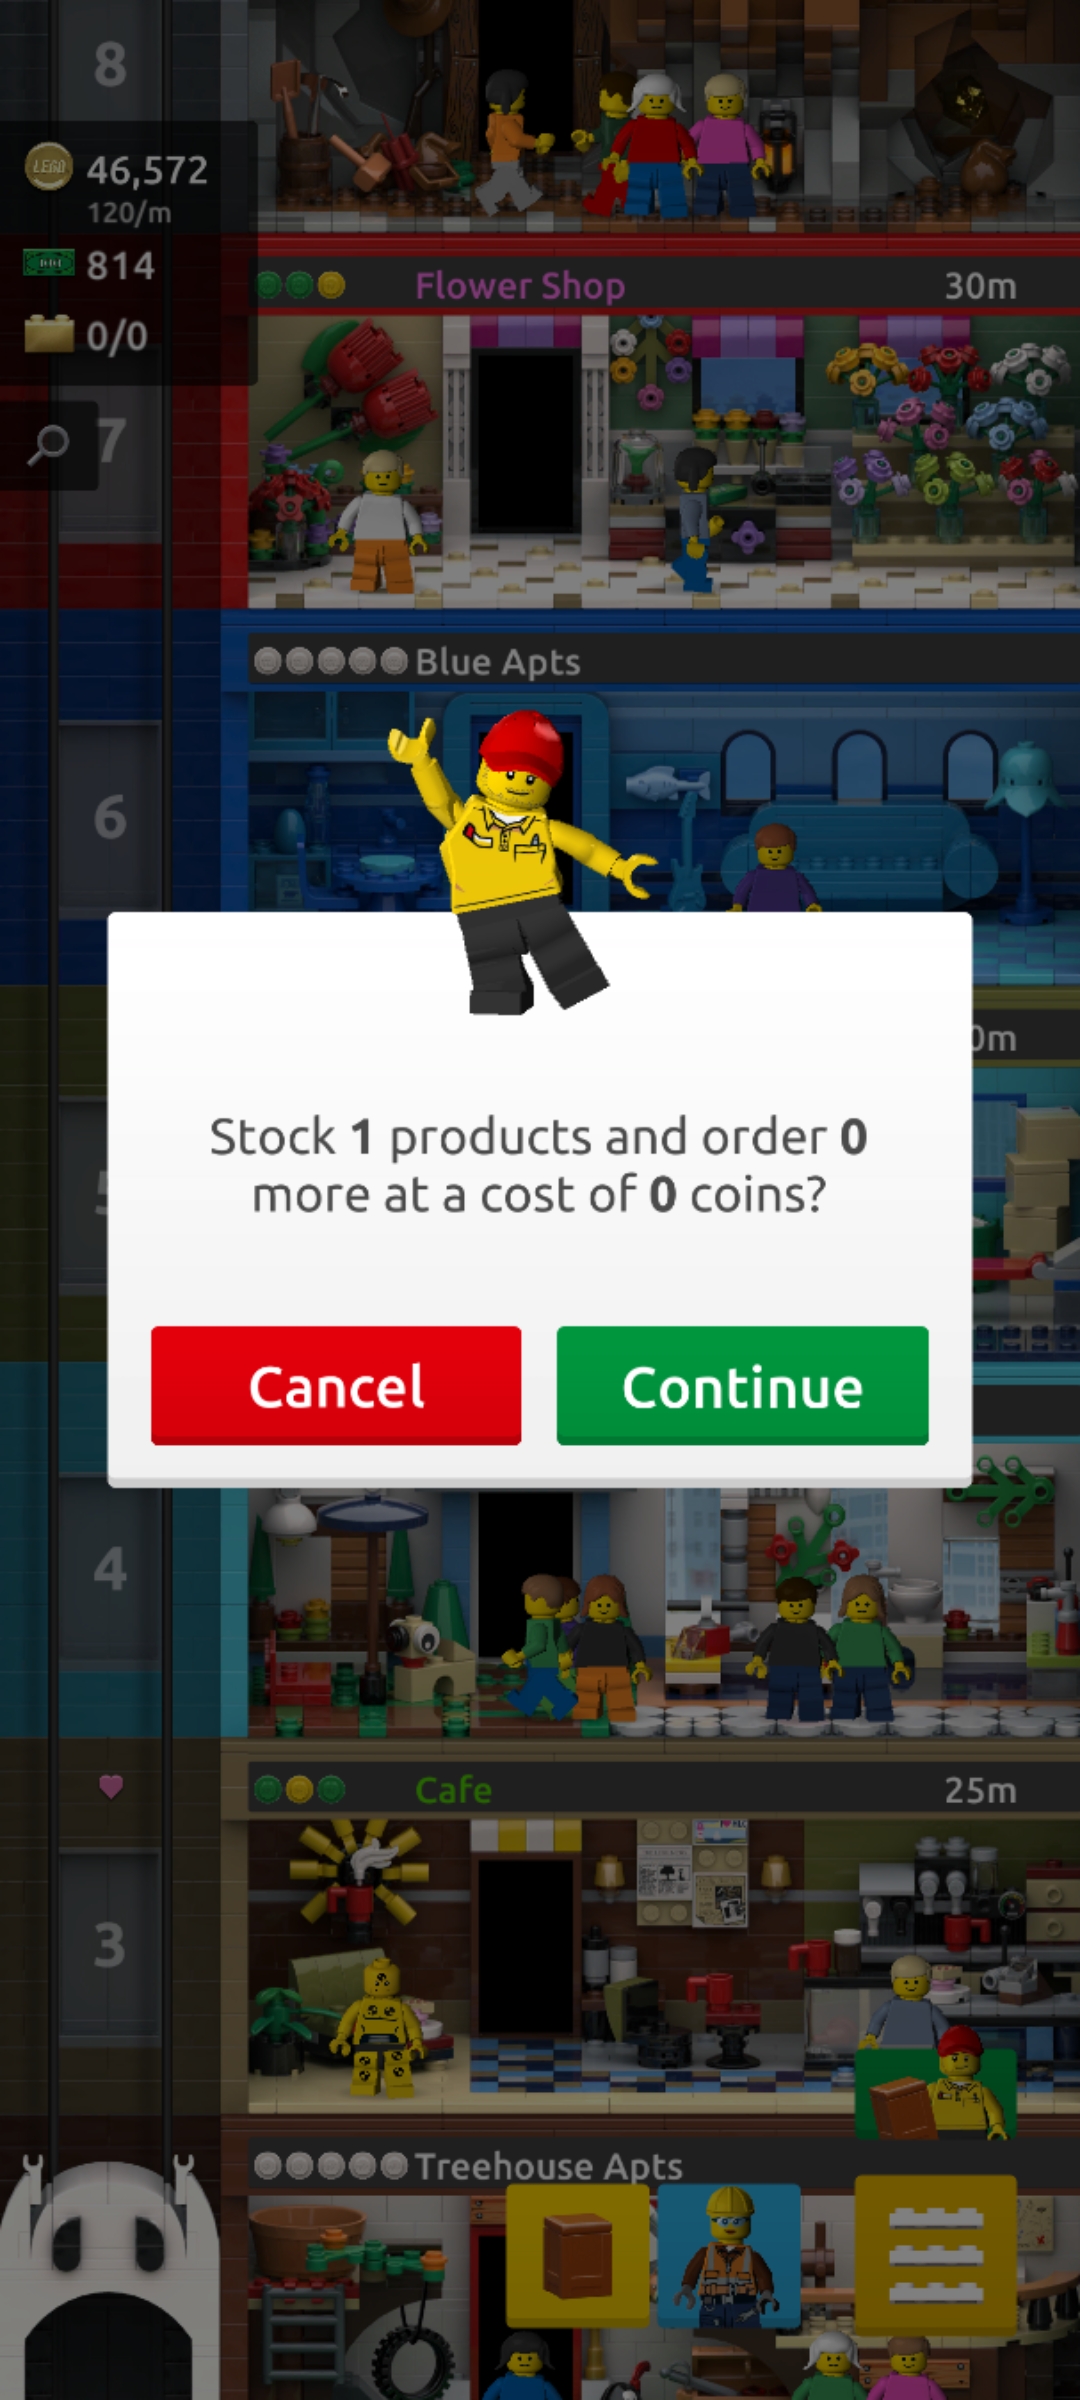 8
LEGO
46,572
120/m
814
0/0
Flower Shop 30m
7
Blue Apts
6
0m
5
Stock 1 products and order 0
more at a cost of 0 coins?
Cancel Continue
4
Cafe 25m
3
Treehouse Apts